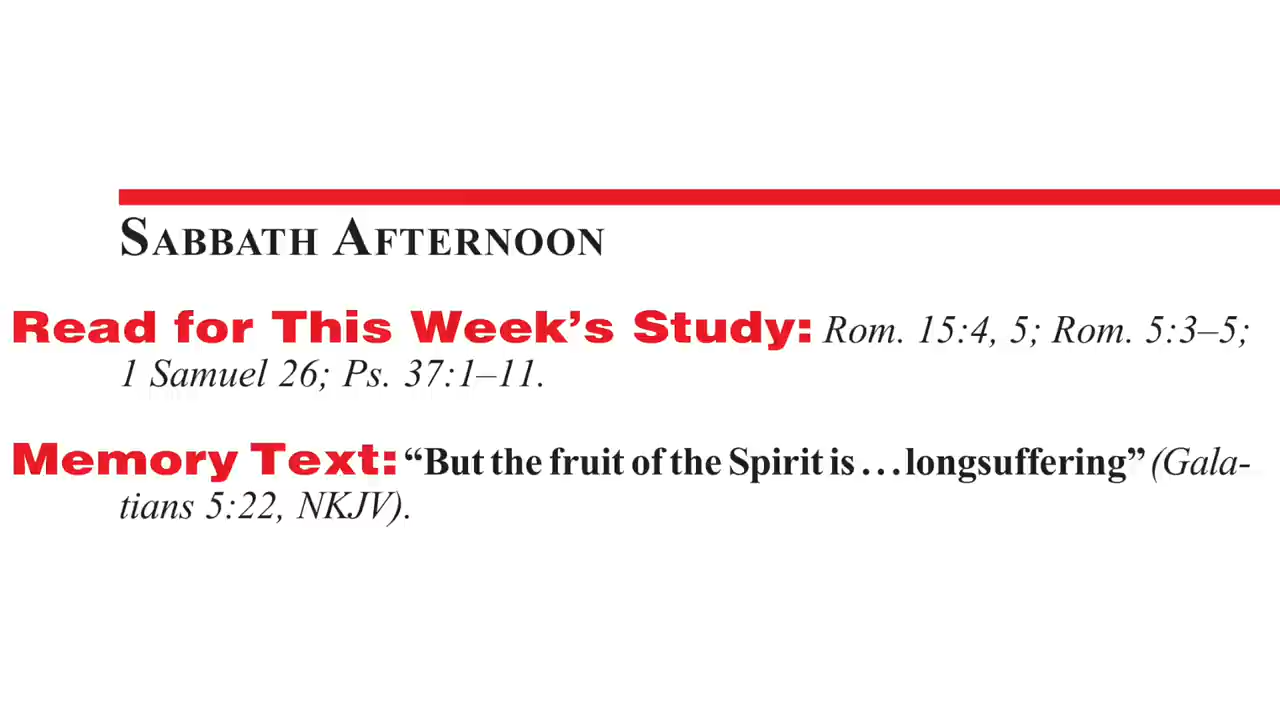 SABBATH AFTERNOON
Read for This Week’s Study: Rom. 15:4, 5; Rom. 5:3–5;
1 Samuel 26; Ps. 37:1–11.
Memory Text: “But the fruit of the Spirit is . . . longsuffering” (Gala-
tians 5:22, NKJV).